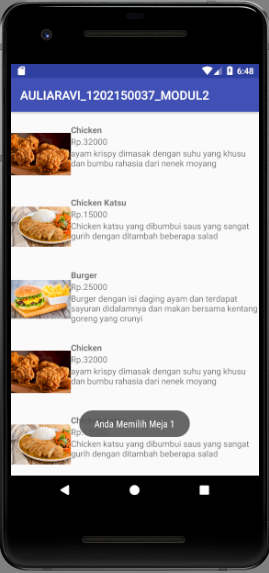 6:48
AULIARAVI_1202150037_MODUL2
Chicken
Rp.32000
ayam krispy dimasak dengan suhu yang khusu
dan bumbu rahasia dari nenek moyang
Chicken Katsu
Rp.15000
Chicken katsu yang dibumbui saus yang sangat
gurih dengan ditambah beberapa salad
Burger
Rp.25000
Burger dengan isi daging ayam dan terdapat
sayuran didalamnya dan makan bersama kentang
goreng yang crunyi
Chicken
Rp.32000
ayam krispy dimasak dengan suhu yang khusu
dan bumbu rahasia dari nenek moyang
Anda Memilih Meja 1
Chicken katsu yang dibumbui saus yang sangat
gurih dengan ditambah beberapa salad